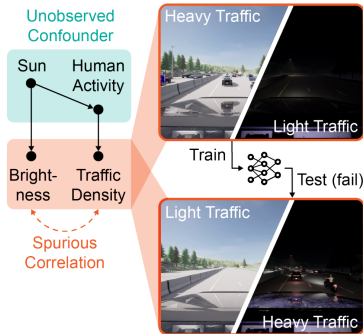 Unobserved
Confounder
Sun
Human
Activity
Bright-
ness
Traffic
Density
Spurious
Correlation
Heavy Traffic
Light Traffic
Train
Test (fail)
Light Traffic
Heavy Traffic